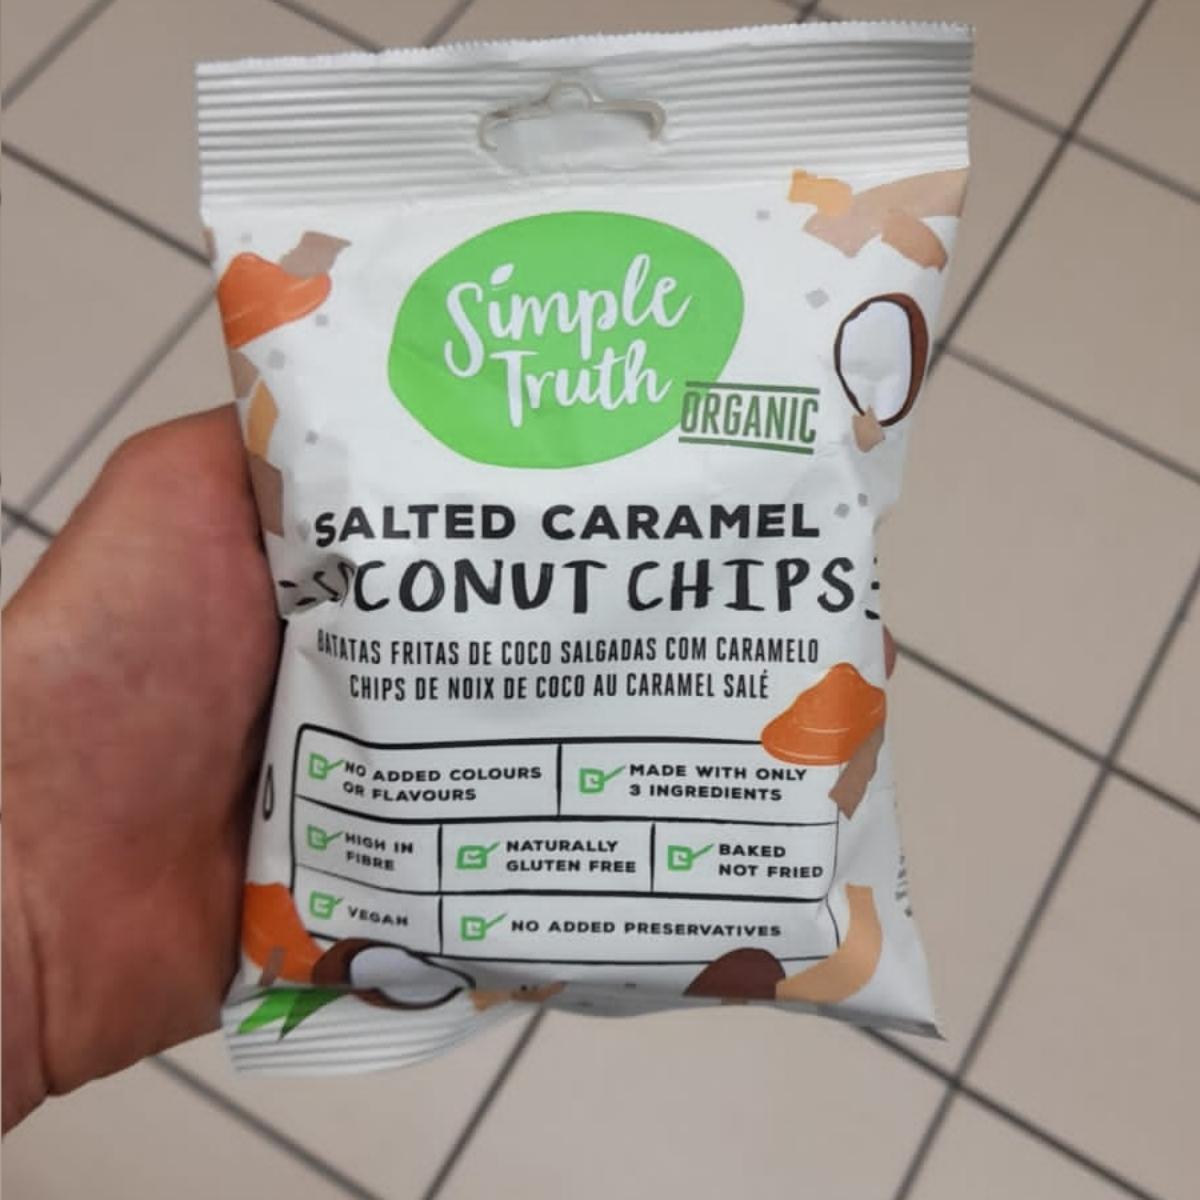 Simple
Truth
ORGANIC
SALTED CARAMEL
COCONUT CHIPS
BATATAS FRITAS DE COCO SALGADAS COM CARAMELO
CHIPS DE NOIX DE COCO AU CARAMEL SALÉ
NO ADDED COLOURS
OR FLAVOURS
MADE WITH ONLY
3 INGREDIENTS
HIGH IN
FIBRE
NATURALLY
GLUTEN FREE
BAKED
NOT FRIED
VEGAN
NO ADDED PRESERVATIVES